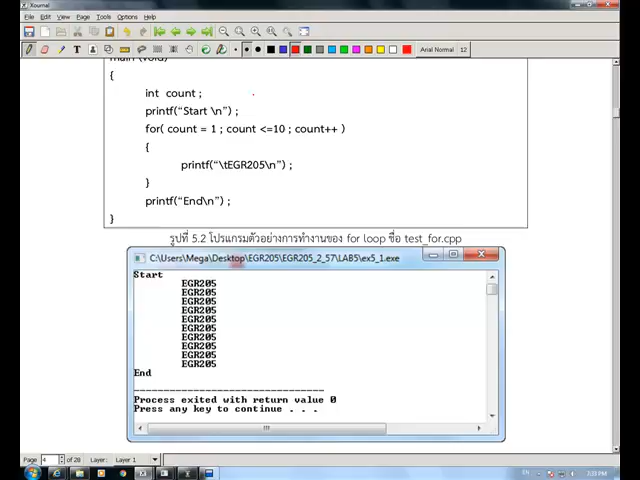 Xournal
File Edit View Page Tools Options Help
T
Arial Normal 12
main (void)
{
int count ;
printf("Start \n") ;
for( count = 1 ; count <=10 ; count++ )
{
printf("\tEGR205\n") ;
}
printf("End\n") ;
}
รูปที่ 5.2 โปรแกรมตัวอย่างการทำงานของ for loop ชื่อ test_for.cpp
C:\Users\Mega\Desktop\EGR205\EGR205_2_57\LAB5\ex5_1.exe
Start
EGR205
EGR205
EGR205
EGR205
EGR205
EGR205
EGR205
EGR205
EGR205
EGR205
End
--------------------------------
Process exited with return value 0
Press any key to continue . . .
Page 4 of 28 Layer: Layer 1
EN